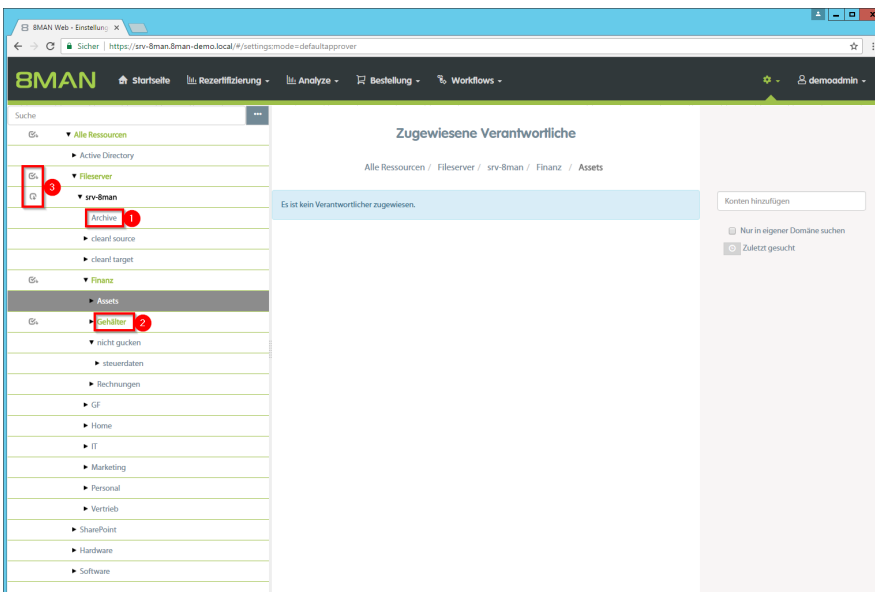 8MAN Web - Einstellung
Sicher | https://srv-8man.8man-demo.local/#/settings:mode=defaultapprover
8MAN Startseite Rezertifizierung Analyze Bestellung Workflows demoadmin
Suche ...
Alle Ressourcen
Active Directory
Fileserver
3
srv-8man
Archive 1
clean! source
clean! target
Finanz
Assets
Gehälter 2
nicht gucken
steuerdaten
Rechnungen
GF
Home
IT
Marketing
Personal
Vertrieb
SharePoint
Hardware
Software
Zugewiesene Verantwortliche
Alle Ressourcen / Fileserver / srv-8man / Finanz / Assets
Es ist kein Verantwortlicher zugewiesen.
Konten hinzufügen
Nur in eigener Domäne suchen
Zuletzt gesucht